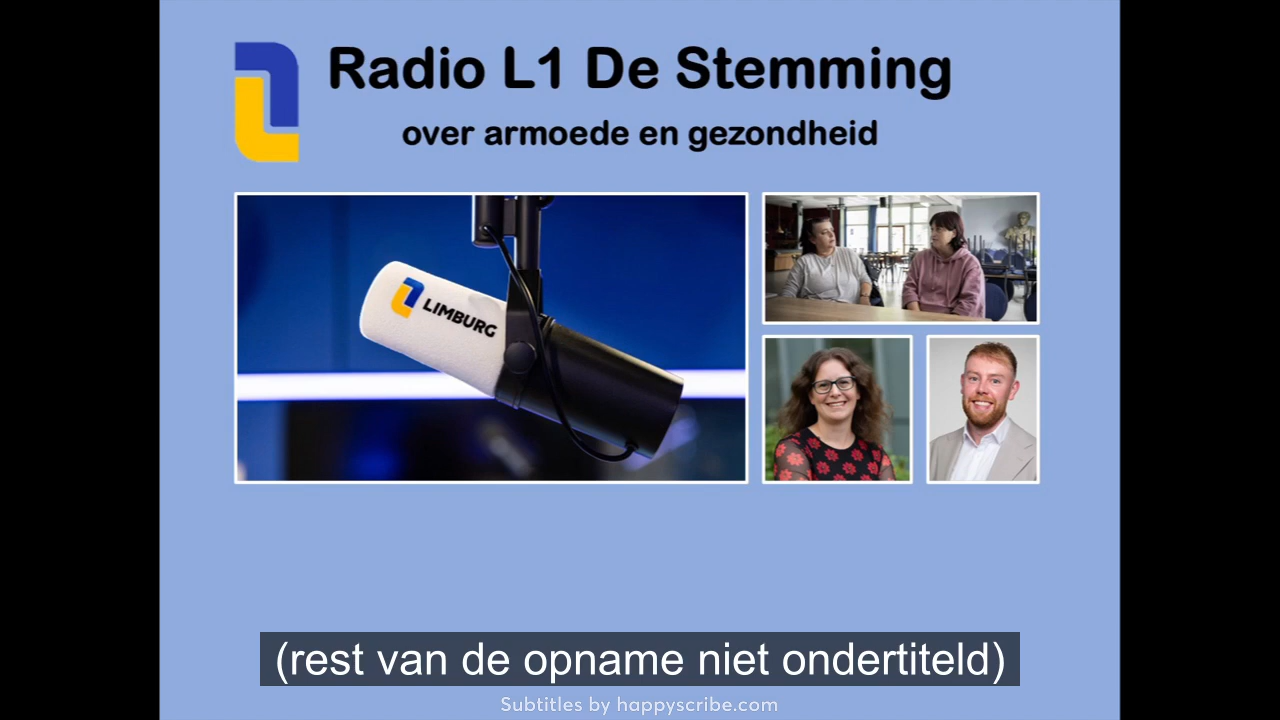 Radio L1 De Stemming
over armoede en gezondheid
LIMBURG
(rest van de opname niet ondertiteld)
Subtitles by happyscribe.com